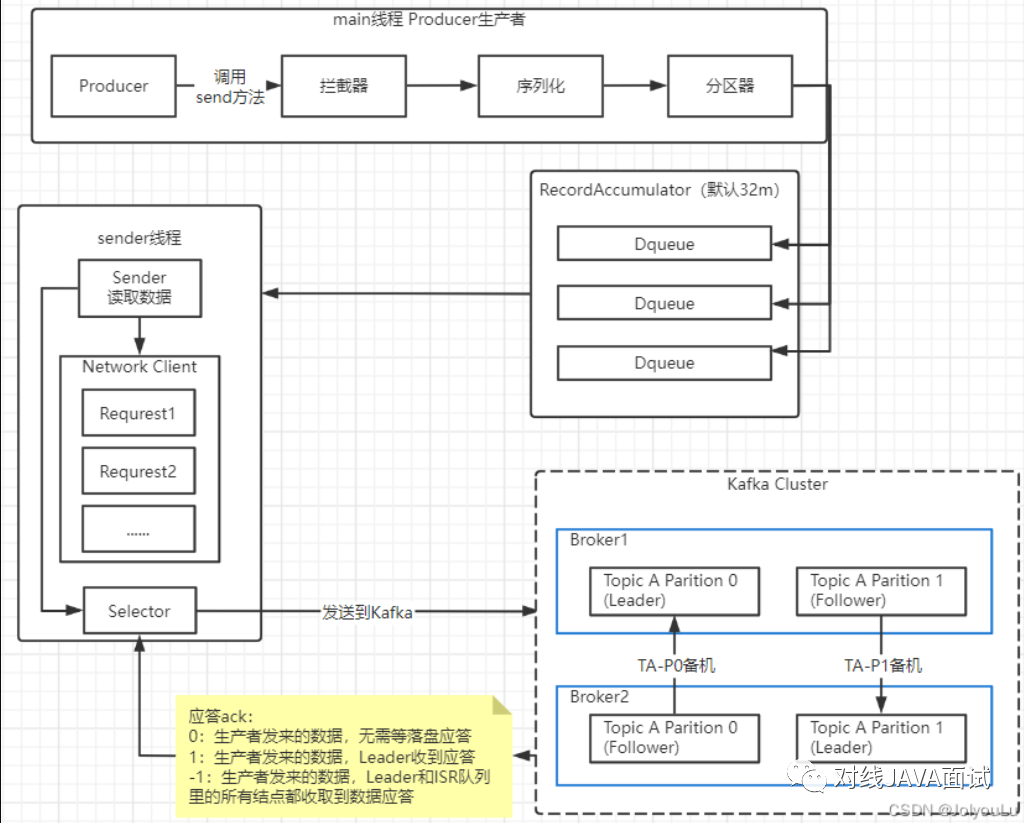 main线程 Producer生产者
Producer
调用
send方法
拦截器
序列化
分区器
RecordAccumulator（默认32m）
Dqueue
Dqueue
Dqueue
sender线程
Sender
读取数据
Network Client
Requrest1
Requrest2
......
Selector
发送到Kafka
Kafka Cluster
Broker1
Topic A Parition 0
(Leader)
Topic A Parition 1
(Follower)
TA-P0备机
TA-P1备机
Broker2
Topic A Parition 0
(Follower)
Topic A Parition 1
(Leader)
应答ack：
0：生产者发来的数据，无需等落盘应答
1：生产者发来的数据，Leader收到应答
-1：生产者发来的数据，Leader和ISR队列
里的所有结点都收取到数据应答
对线JAVA面试
CSDN @JolyouLu